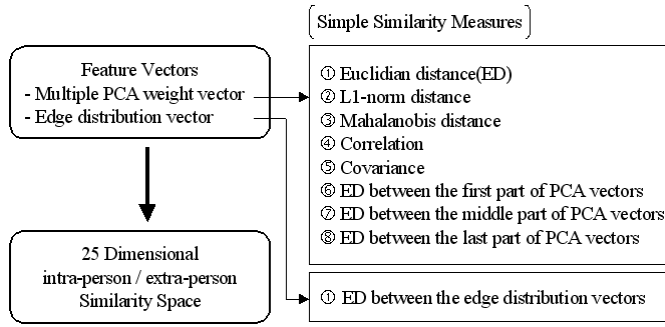 Simple Similarity Measures
Feature Vectors
- Multiple PCA weight vector
- Edge distribution vector
① Euclidian distance(ED)
② L1-norm distance
③ Mahalanobis distance
④ Correlation
⑤ Covariance
⑥ ED between the first part of PCA vectors
⑦ ED between the middle part of PCA vectors
⑧ ED between the last part of PCA vectors
25 Dimensional
intra-person / extra-person
Similarity Space
① ED between the edge distribution vectors